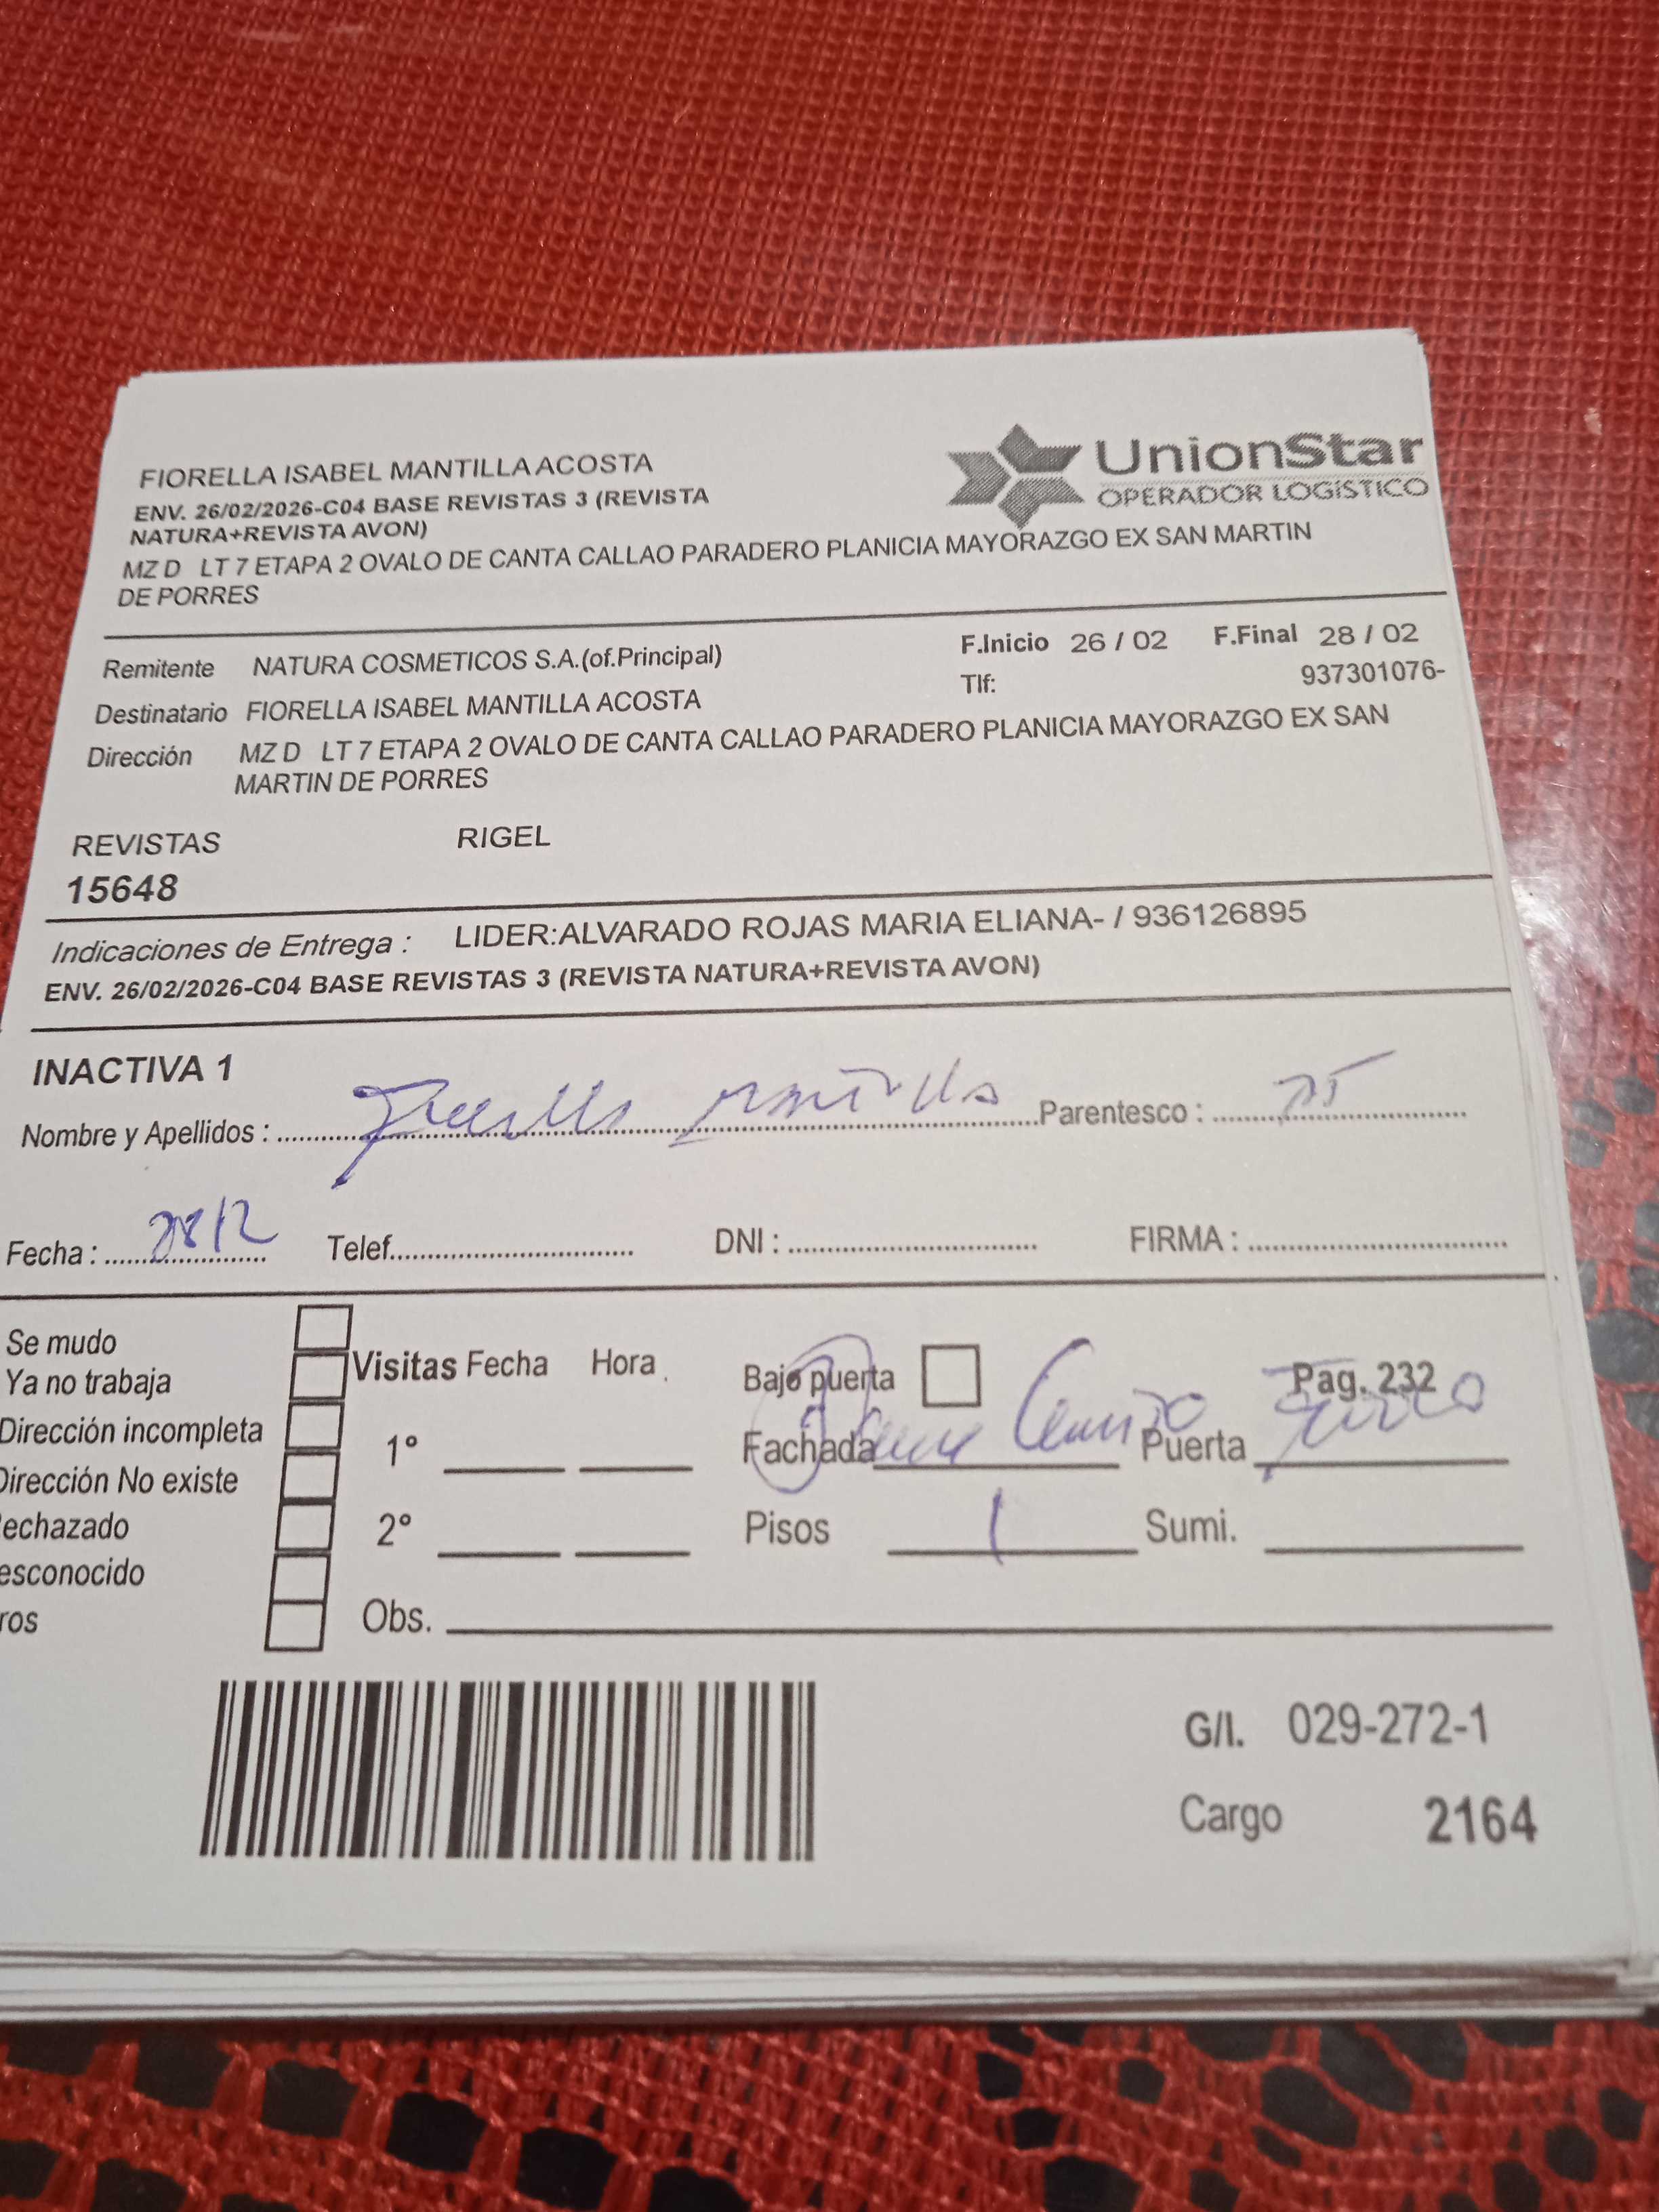 FIORELLA ISABEL MANTILLA ACOSTA
UnionStar
OPERADOR LOGÍSTICO
ENV. 26/02/2026-C04 BASE REVISTAS 3 (REVISTA
NATURA+REVISTA AVON)
MZ D LT 7 ETAPA 2 OVALO DE CANTA CALLAO PARADERO PLANICIA MAYORAZGO EX SAN MARTIN
DE PORRES
Remitente NATURA COSMETICOS S.A.(of.Principal) F.Inicio 26 / 02 F.Final 28 / 02
Tlf: 937301076-
Destinatario FIORELLA ISABEL MANTILLA ACOSTA
Dirección MZ D LT 7 ETAPA 2 OVALO DE CANTA CALLAO PARADERO PLANICIA MAYORAZGO EX SAN
MARTIN DE PORRES
REVISTAS RIGEL
15648
Indicaciones de Entrega : LIDER:ALVARADO ROJAS MARIA ELIANA- / 936126895
ENV. 26/02/2026-C04 BASE REVISTAS 3 (REVISTA NATURA+REVISTA AVON)
INACTIVA 1
Nombre y Apellidos : Mantilla Parentesco :
Fecha : 28/2 Telef. DNI : FIRMA :
Se mudo
Ya no trabaja
Dirección incompleta
Dirección No existe
echazado
esconocido
ros
Visitas Fecha Hora
1°
2°
Obs.
Bajo puerta Pag. 232
Fachada Puerta
Pisos 1 Sumi.
G/I. 029-272-1
Cargo 2164